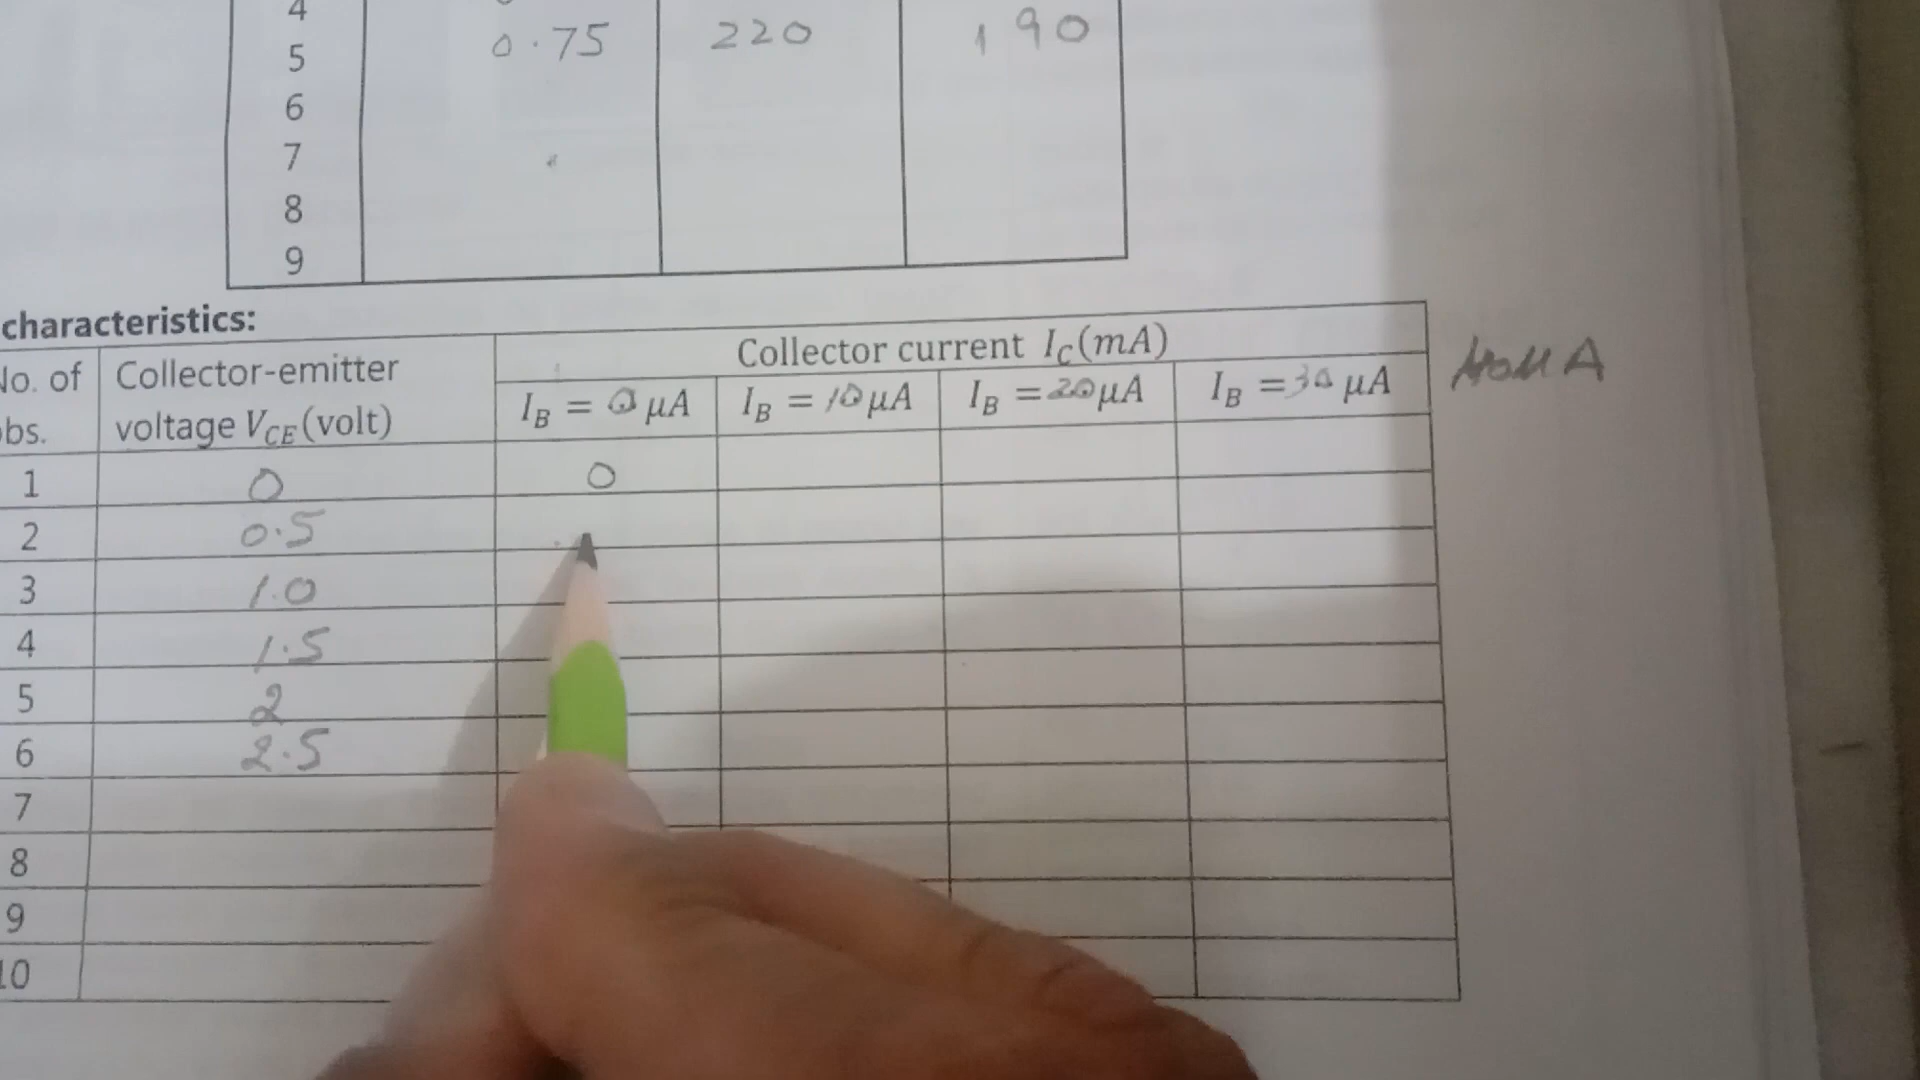 4
5 0.75 220 190
6
7
8
9
characteristics:
No. of obs. Collector-emitter voltage V_CE (volt) Collector current I_C(mA)
I_B = 0 μA I_B = 10 μA I_B = 20 μA I_B = 30 μA
1 0 0
2 0.5
3 1.0
4 1.5
5 2
6 2.5
7
8
9
10